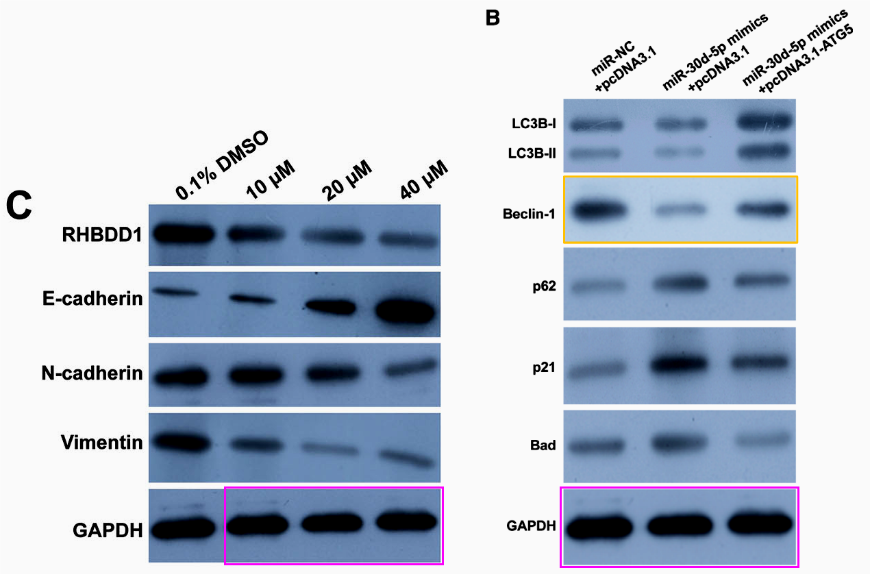 C
0.1% DMSO
10 μM
20 μM
40 μM
RHBDD1
E-cadherin
N-cadherin
Vimentin
GAPDH
B
miR-NC
+pcDNA3.1
miR-30d-5p mimics
+pcDNA3.1
miR-30d-5p mimics
+pcDNA3.1-ATG5
LC3B-I
LC3B-II
Beclin-1
p62
p21
Bad
GAPDH